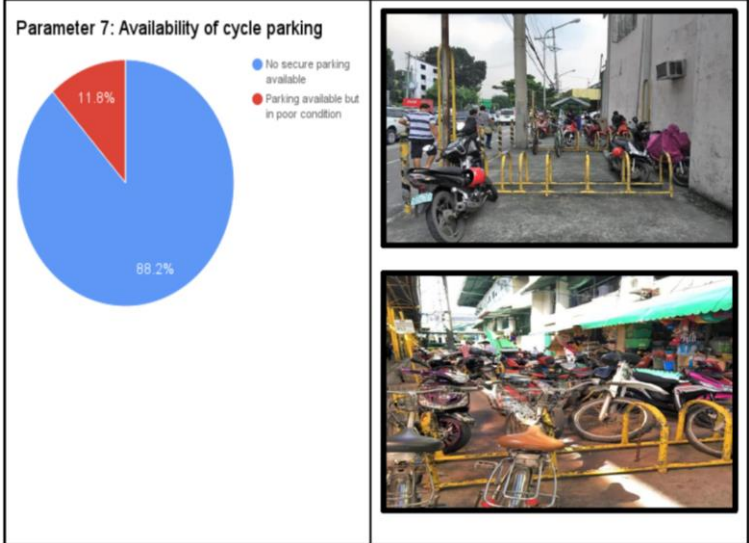 Parameter 7: Availability of cycle parking
No secure parking
available
Parking available but
in poor condition
11.8%
88.2%